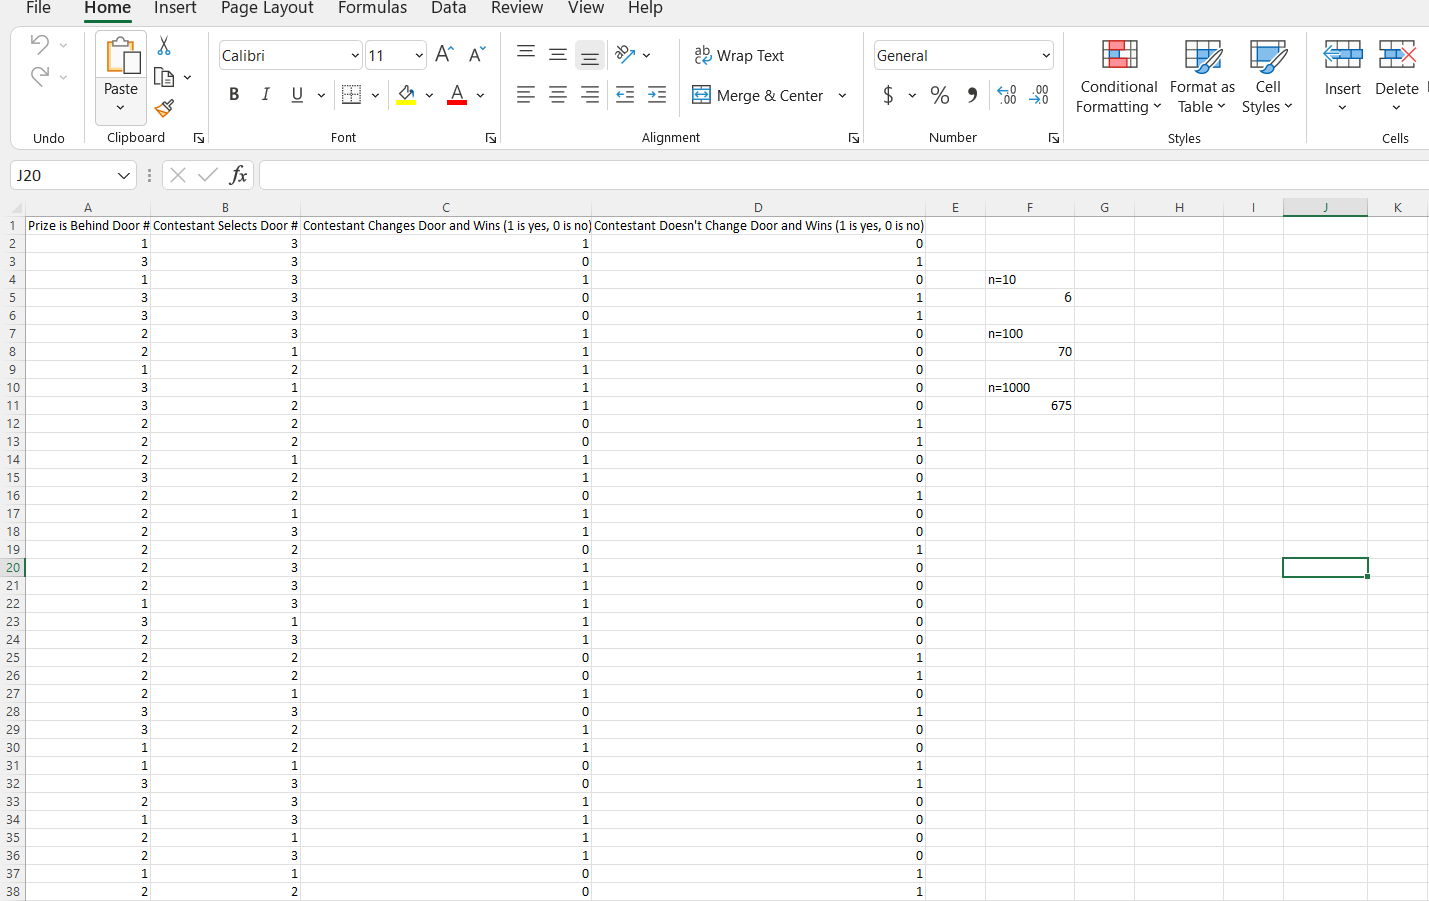 File Home Insert Page Layout Formulas Data Review View Help
Calibri 11 Wrap Text General
Paste B I U A Merge & Center $ % Conditional Formatting Format as Table Cell Styles Insert Delete
Undo Clipboard Font Alignment Number Styles Cells
J20 fx
A B C D E F G H I J K
1 Prize is Behind Door # Contestant Selects Door # Contestant Changes Door and Wins (1 is yes, 0 is no) Contestant Doesn't Change Door and Wins (1 is yes, 0 is no)
2 1 3 1 0
3 3 3 0 1
4 1 3 1 0 n=10
5 3 3 0 1 6
6 3 3 0 1
7 2 3 1 0 n=100
8 2 1 1 0 70
9 1 2 1 0
10 3 1 1 0 n=1000
11 3 2 1 0 675
12 2 2 0 1
13 2 2 0 1
14 2 1 1 0
15 3 2 1 0
16 2 2 0 1
17 2 1 1 0
18 2 3 1 0
19 2 2 0 1
20 2 3 1 0
21 2 3 1 0
22 1 3 1 0
23 3 1 1 0
24 2 3 1 0
25 2 2 0 1
26 2 2 0 1
27 2 1 1 0
28 3 3 0 1
29 3 2 1 0
30 1 2 1 0
31 1 1 0 1
32 3 3 0 1
33 2 3 1 0
34 1 3 1 0
35 2 1 1 0
36 2 3 1 0
37 1 1 0 1
38 2 2 0 1